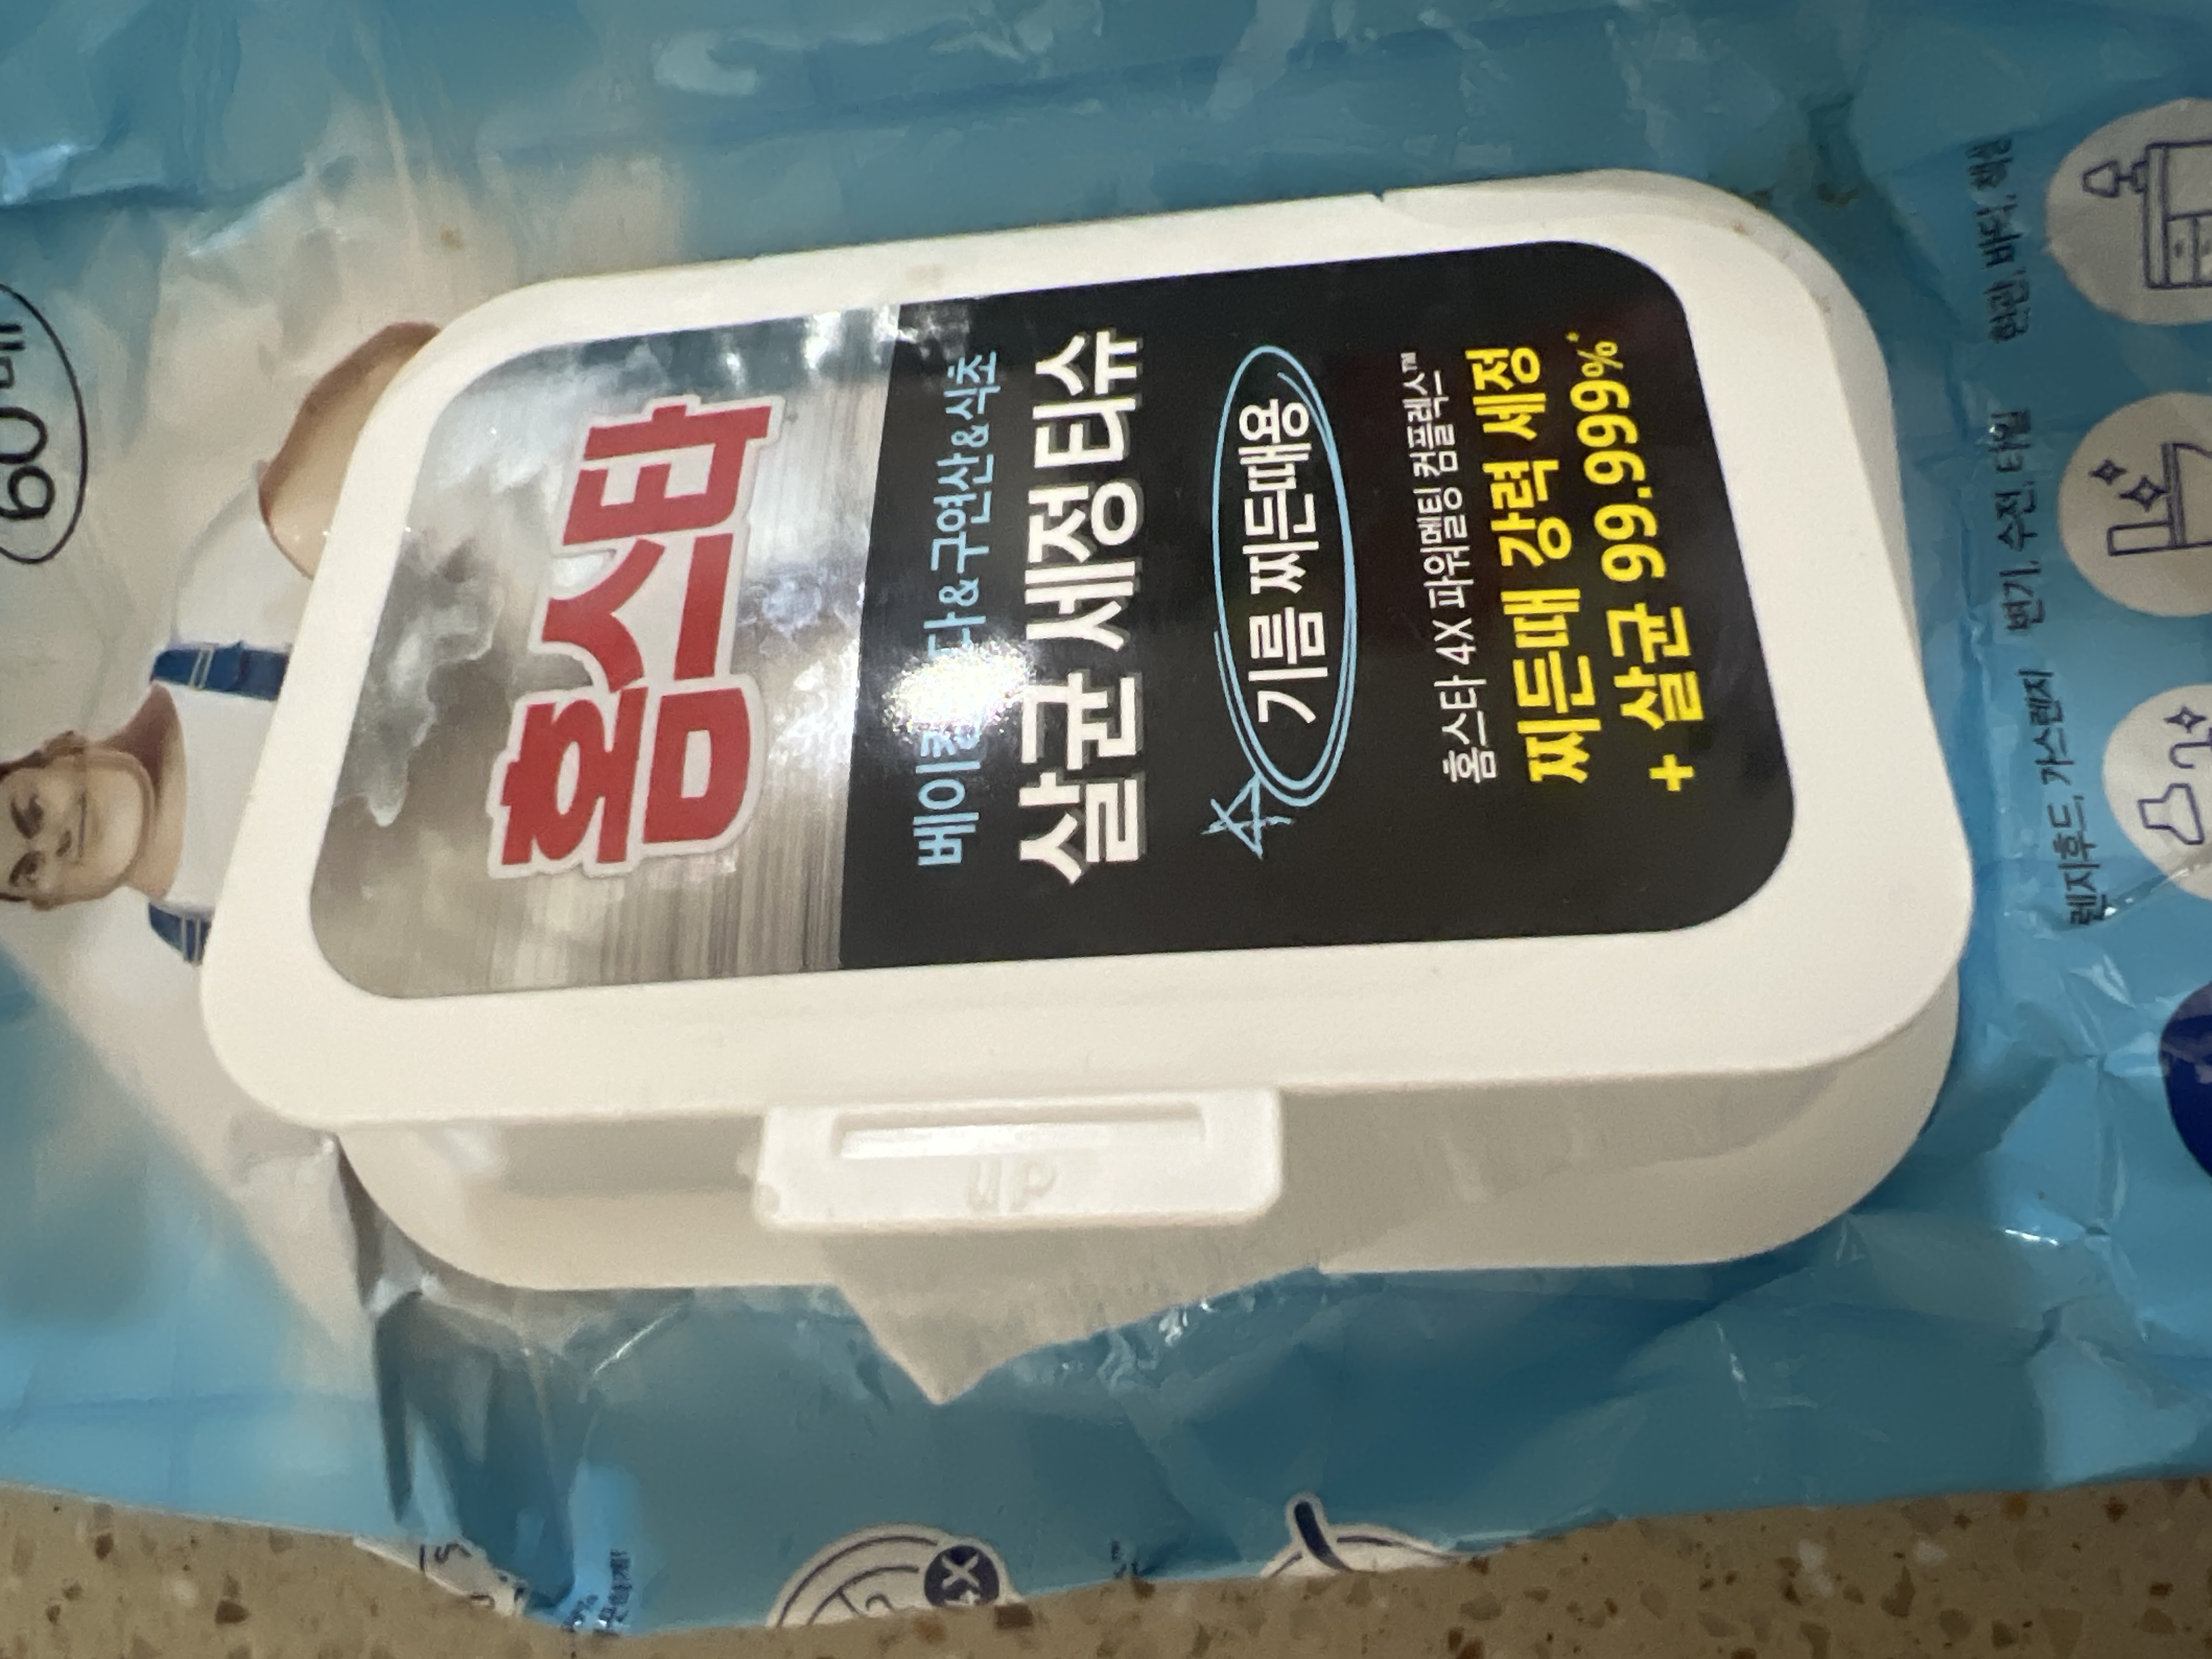 홈스타
베이킹소다&구연산&식초
살균 세정 티슈
기름 찌든때용
홈스타 4X 파워멜팅 컴플렉스™
찌든때 강력 세정
+ 살균 99.999%*
60매
렌지후드, 가스렌지
변기, 수전, 타일
현관, 바닥, 책상
up
4X